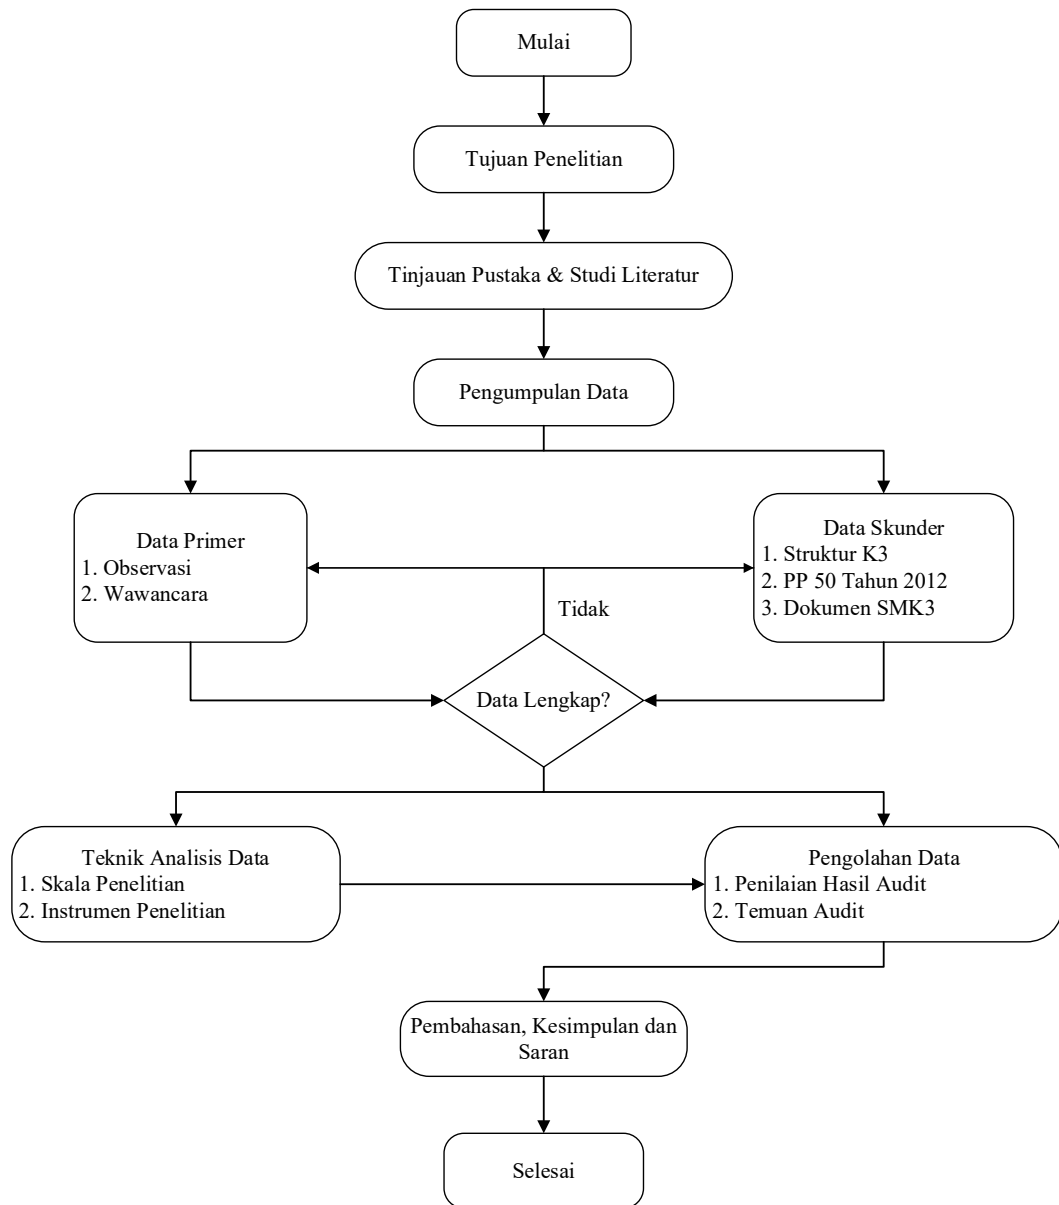 Mulai
Tujuan Penelitian
Tinjauan Pustaka & Studi Literatur
Pengumpulan Data
Data Primer
1. Observasi
2. Wawancara
Data Skunder
1. Struktur K3
2. PP 50 Tahun 2012
3. Dokumen SMK3
Tidak
Data Lengkap?
Teknik Analisis Data
1. Skala Penelitian
2. Instrumen Penelitian
Pengolahan Data
1. Penilaian Hasil Audit
2. Temuan Audit
Pembahasan, Kesimpulan dan
Saran
Selesai